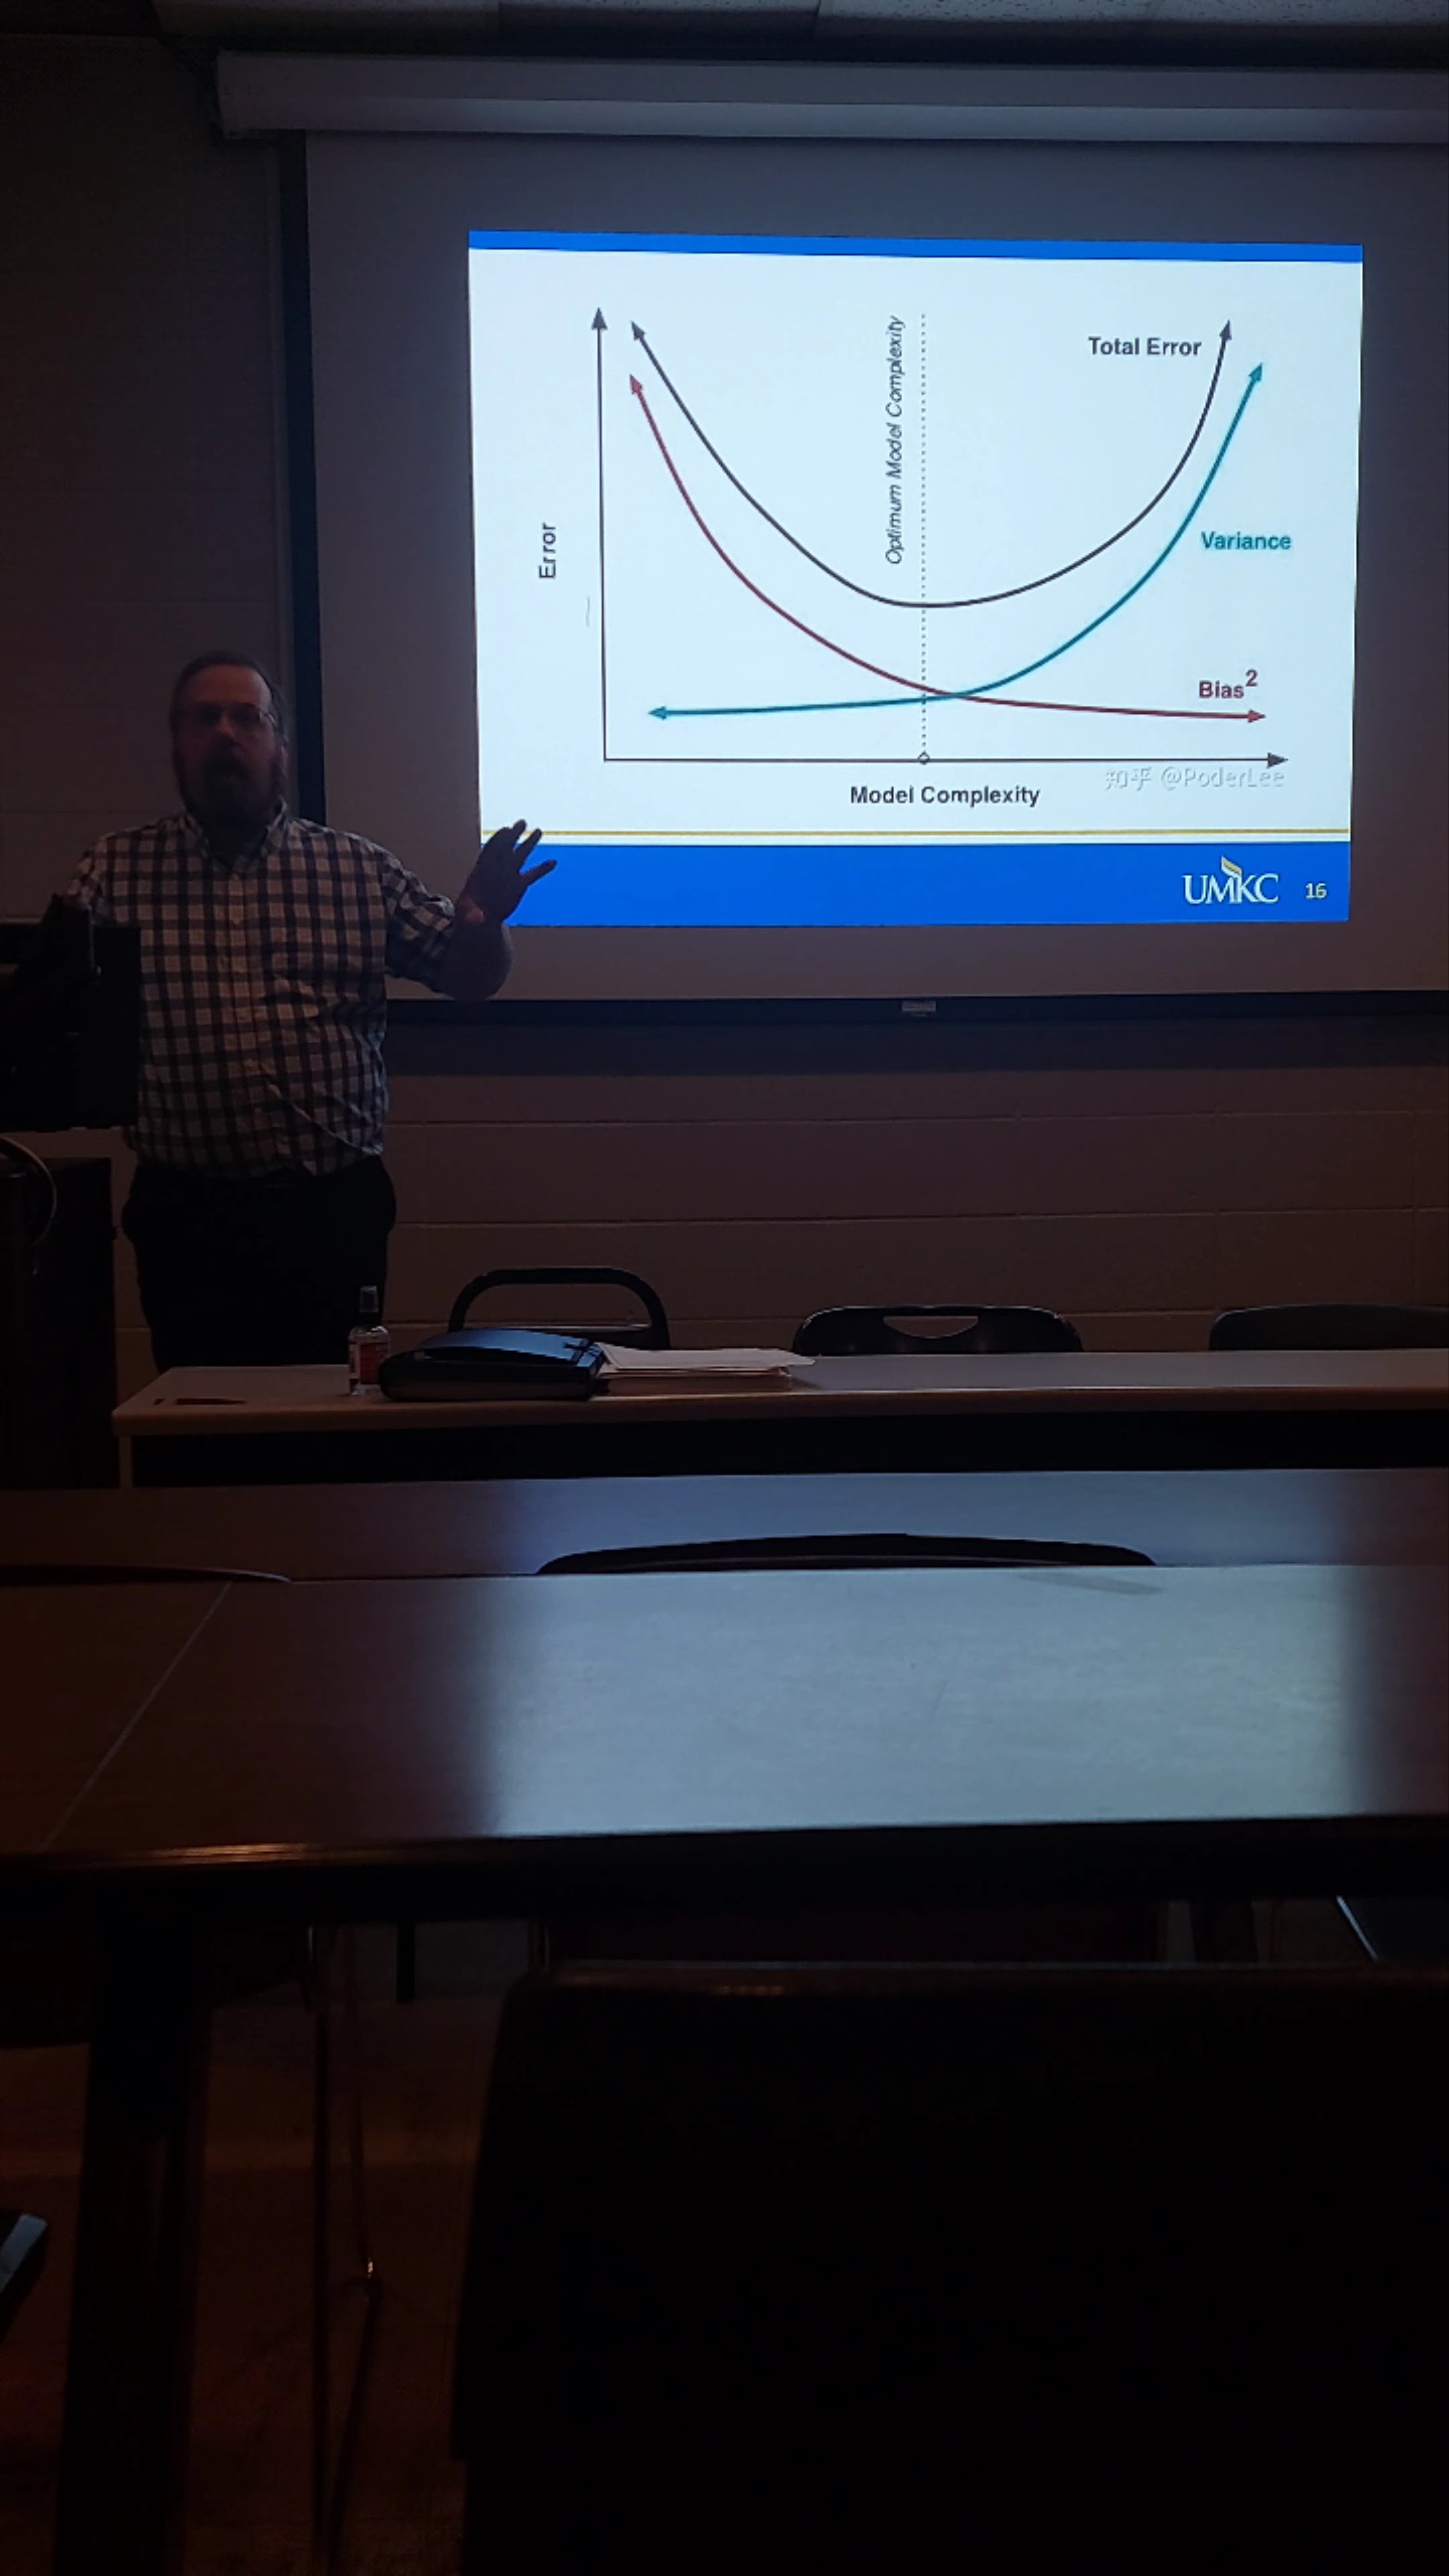 Optimum Model Complexity
Total Error
Error
Variance
Bias²
知乎 @PoderLee
Model Complexity
UMKC 16